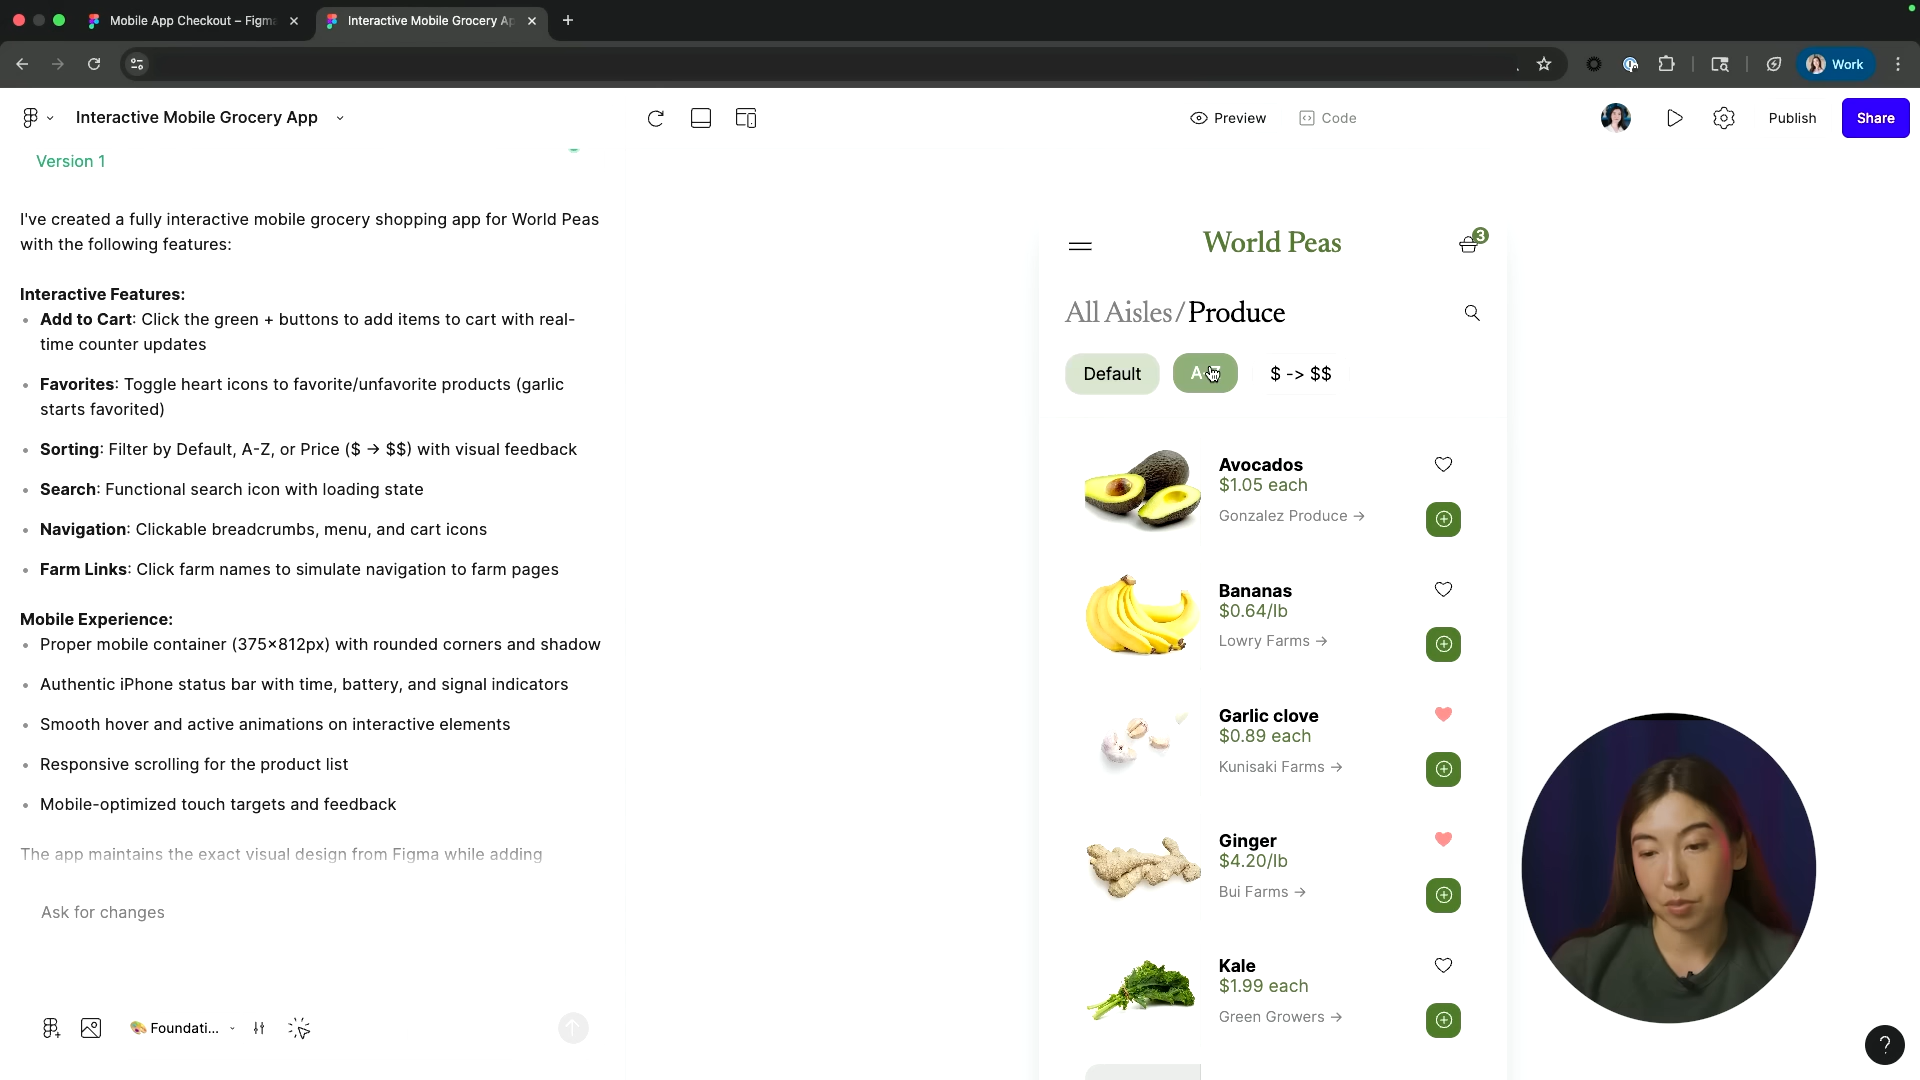 Mobile App Checkout – Figm
Interactive Mobile Grocery Ap
Work
Interactive Mobile Grocery App
Preview
Code
Publish
Share
Version 1
I've created a fully interactive mobile grocery shopping app for World Peas
with the following features:
Interactive Features:
• Add to Cart: Click the green + buttons to add items to cart with real-
time counter updates
• Favorites: Toggle heart icons to favorite/unfavorite products (garlic
starts favorited)
• Sorting: Filter by Default, A-Z, or Price ($ → $$) with visual feedback
• Search: Functional search icon with loading state
• Navigation: Clickable breadcrumbs, menu, and cart icons
• Farm Links: Click farm names to simulate navigation to farm pages
Mobile Experience:
• Proper mobile container (375×812px) with rounded corners and shadow
• Authentic iPhone status bar with time, battery, and signal indicators
• Smooth hover and active animations on interactive elements
• Responsive scrolling for the product list
• Mobile-optimized touch targets and feedback
The app maintains the exact visual design from Figma while adding
Ask for changes
Foundati...
World Peas
3
All Aisles/Produce
Default
$ -> $$
Avocados
$1.05 each
Gonzalez Produce →
Bananas
$0.64/lb
Lowry Farms →
Garlic clove
$0.89 each
Kunisaki Farms →
Ginger
$4.20/lb
Bui Farms →
Kale
$1.99 each
Green Growers →
?